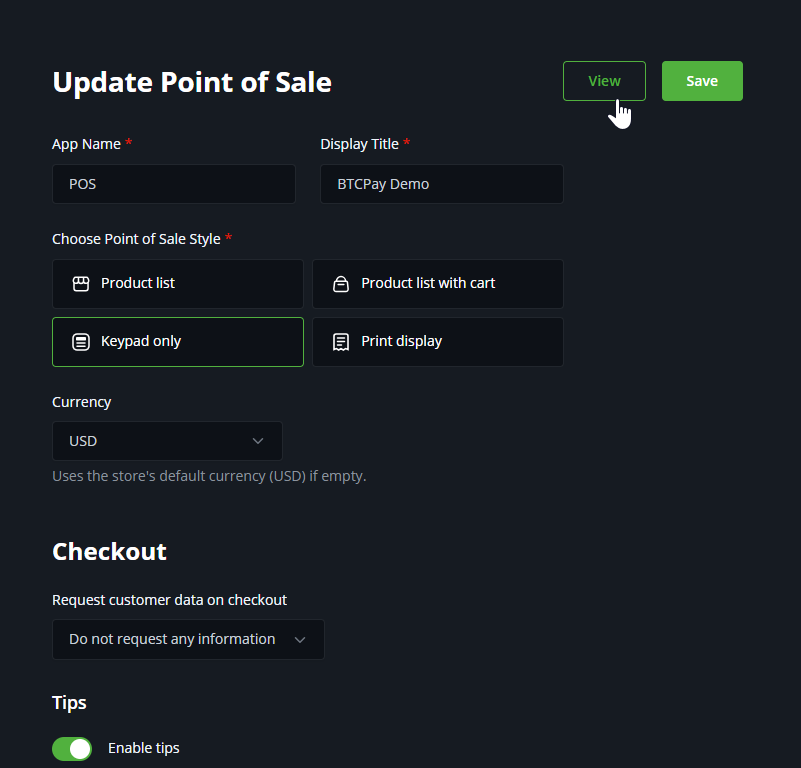 Update Point of Sale
View
Save
App Name *
Display Title *
POS
BTCPay Demo
Choose Point of Sale Style *
Product list
Product list with cart
Keypad only
Print display
Currency
USD
Uses the store's default currency (USD) if empty.
Checkout
Request customer data on checkout
Do not request any information
Tips
Enable tips